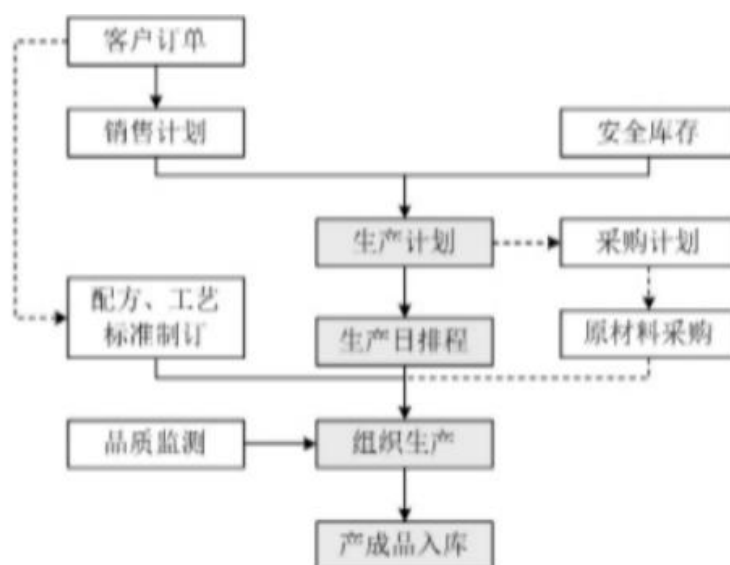 客户订单
销售计划
安全库存
生产计划
采购计划
配方、工艺
标准制订
生产日排程
原材料采购
品质监测
组织生产
产成品入库